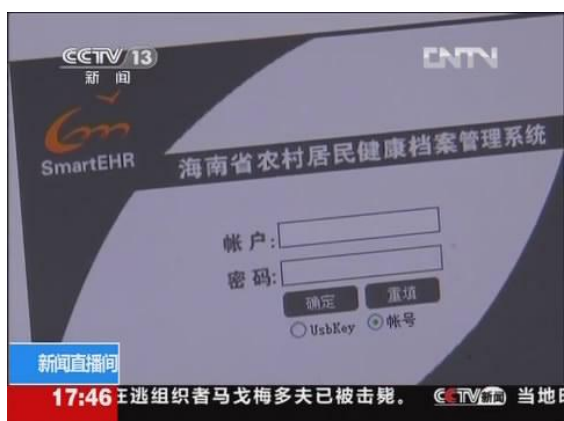 CCTV 13
新闻
CNTV
SmartEHR
海南省农村居民健康档案管理系统
帐户:
密码:
确定 重填
UsbKey 帐号
新闻直播间
17:46
在逃组织者马戈梅多夫已被击毙。 CCTV新闻 当地